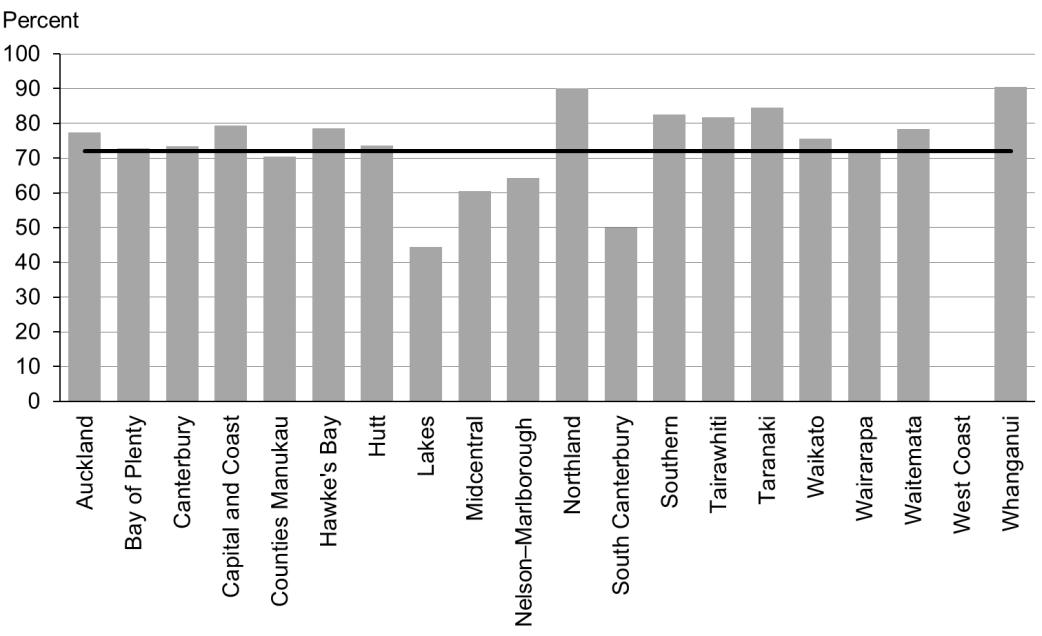 Percent
100
90
80
70
60
50
40
30
20
10
0
Auckland
Bay of Plenty
Canterbury
Capital and Coast
Counties Manukau
Hawke's Bay
Hutt
Lakes
Midcentral
Nelson–Marlborough
Northland
South Canterbury
Southern
Tairawhiti
Taranaki
Waikato
Wairarapa
Waitemata
West Coast
Whanganui